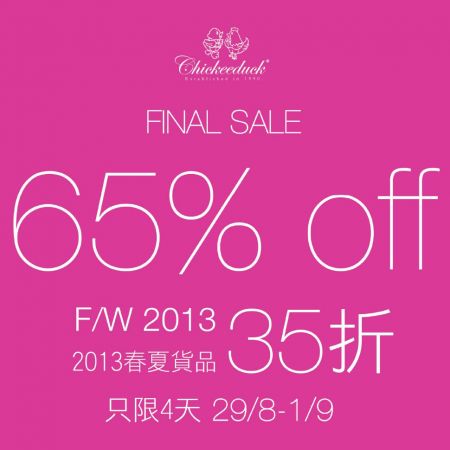 Chickeeduck®
Established in 1990
FINAL SALE
65% off
F/W 2013
2013春夏貨品 35折
只限4天 29/8-1/9